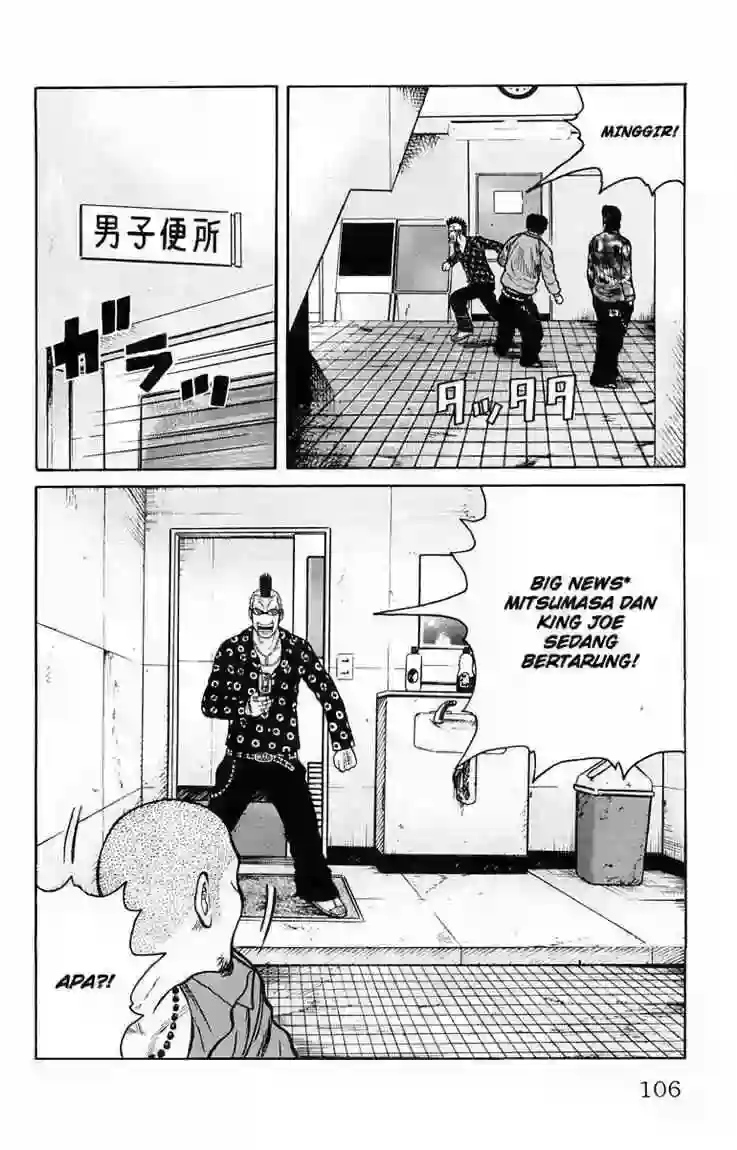 MINGGIR!
タッタタ
男子便所
ガラッ
BIG NEWS*
MITSUMASA DAN
KING JOE
SEDANG
BERTARUNG!
APA?!
106